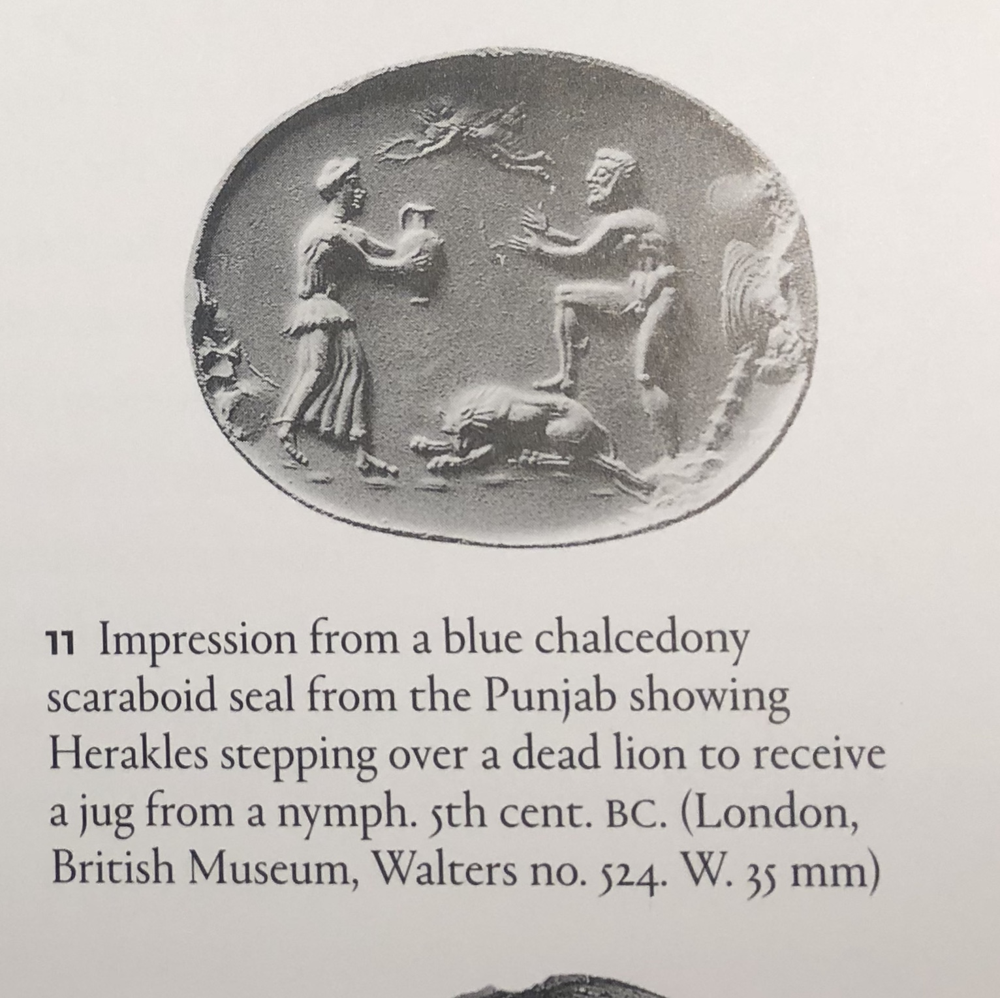 11 Impression from a blue chalcedony
scaraboid seal from the Punjab showing
Herakles stepping over a dead lion to receive
a jug from a nymph. 5th cent. BC. (London,
British Museum, Walters no. 524. W. 35 mm)